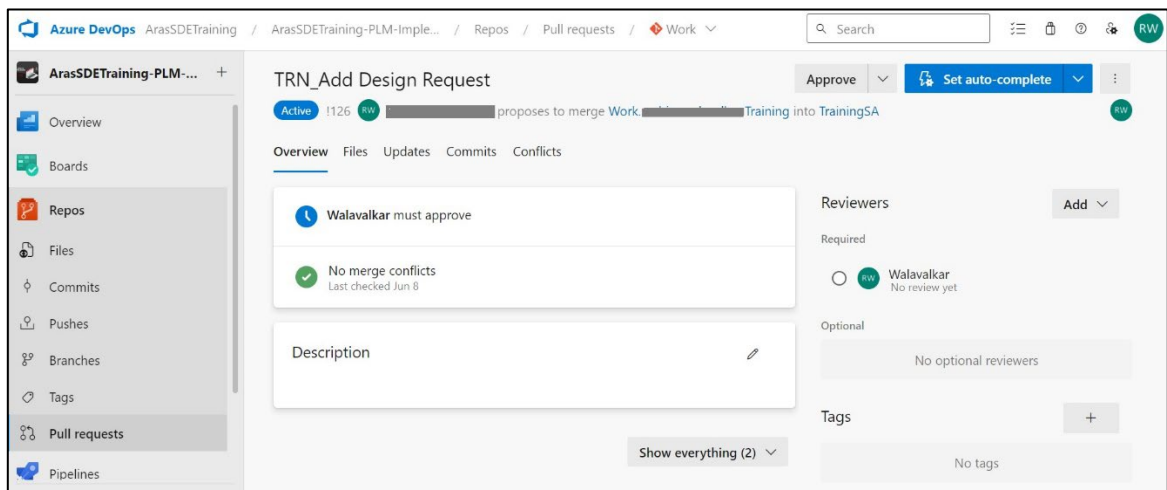 Azure DevOps ArasSDETraining / ArasSDETraining-PLM-Imple... / Repos / Pull requests / Work Search RW
ArasSDETraining-PLM-... +
Overview
Boards
Repos
Files
Commits
Pushes
Branches
Tags
Pull requests
Pipelines
TRN_Add Design Request
Approve Set auto-complete
Active !126 RW proposes to merge Work. Training into TrainingSA RW
Overview Files Updates Commits Conflicts
Walavalkar must approve
No merge conflicts
Last checked Jun 8
Description
Show everything (2)
Reviewers Add
Required
RW Walavalkar
No review yet
Optional
No optional reviewers
Tags +
No tags